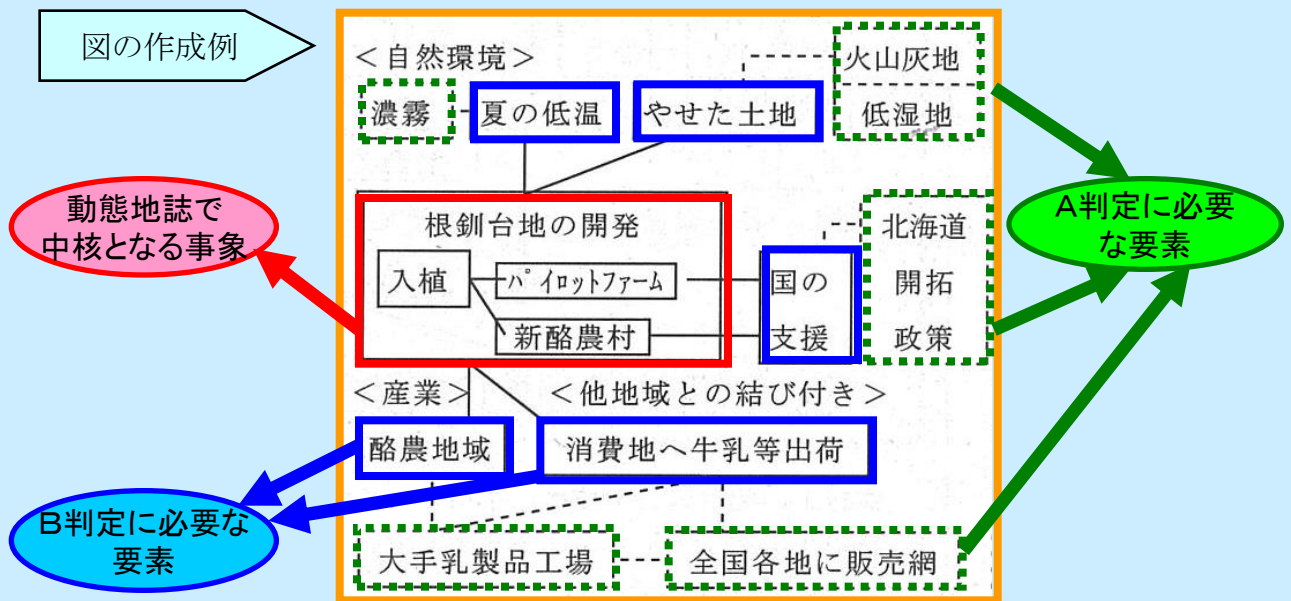 図の作成例
＜自然環境＞
火山灰地
濃霧
夏の低温
やせた土地
低湿地
動態地誌で
中核となる事象
根釧台地の開発
入植
パイロットファーム
新酪農村
国の
支援
北海道
開拓
政策
A判定に必要
な要素
＜産業＞
＜他地域との結び付き＞
酪農地域
消費地へ牛乳等出荷
B判定に必要な
要素
大手乳製品工場
全国各地に販売網